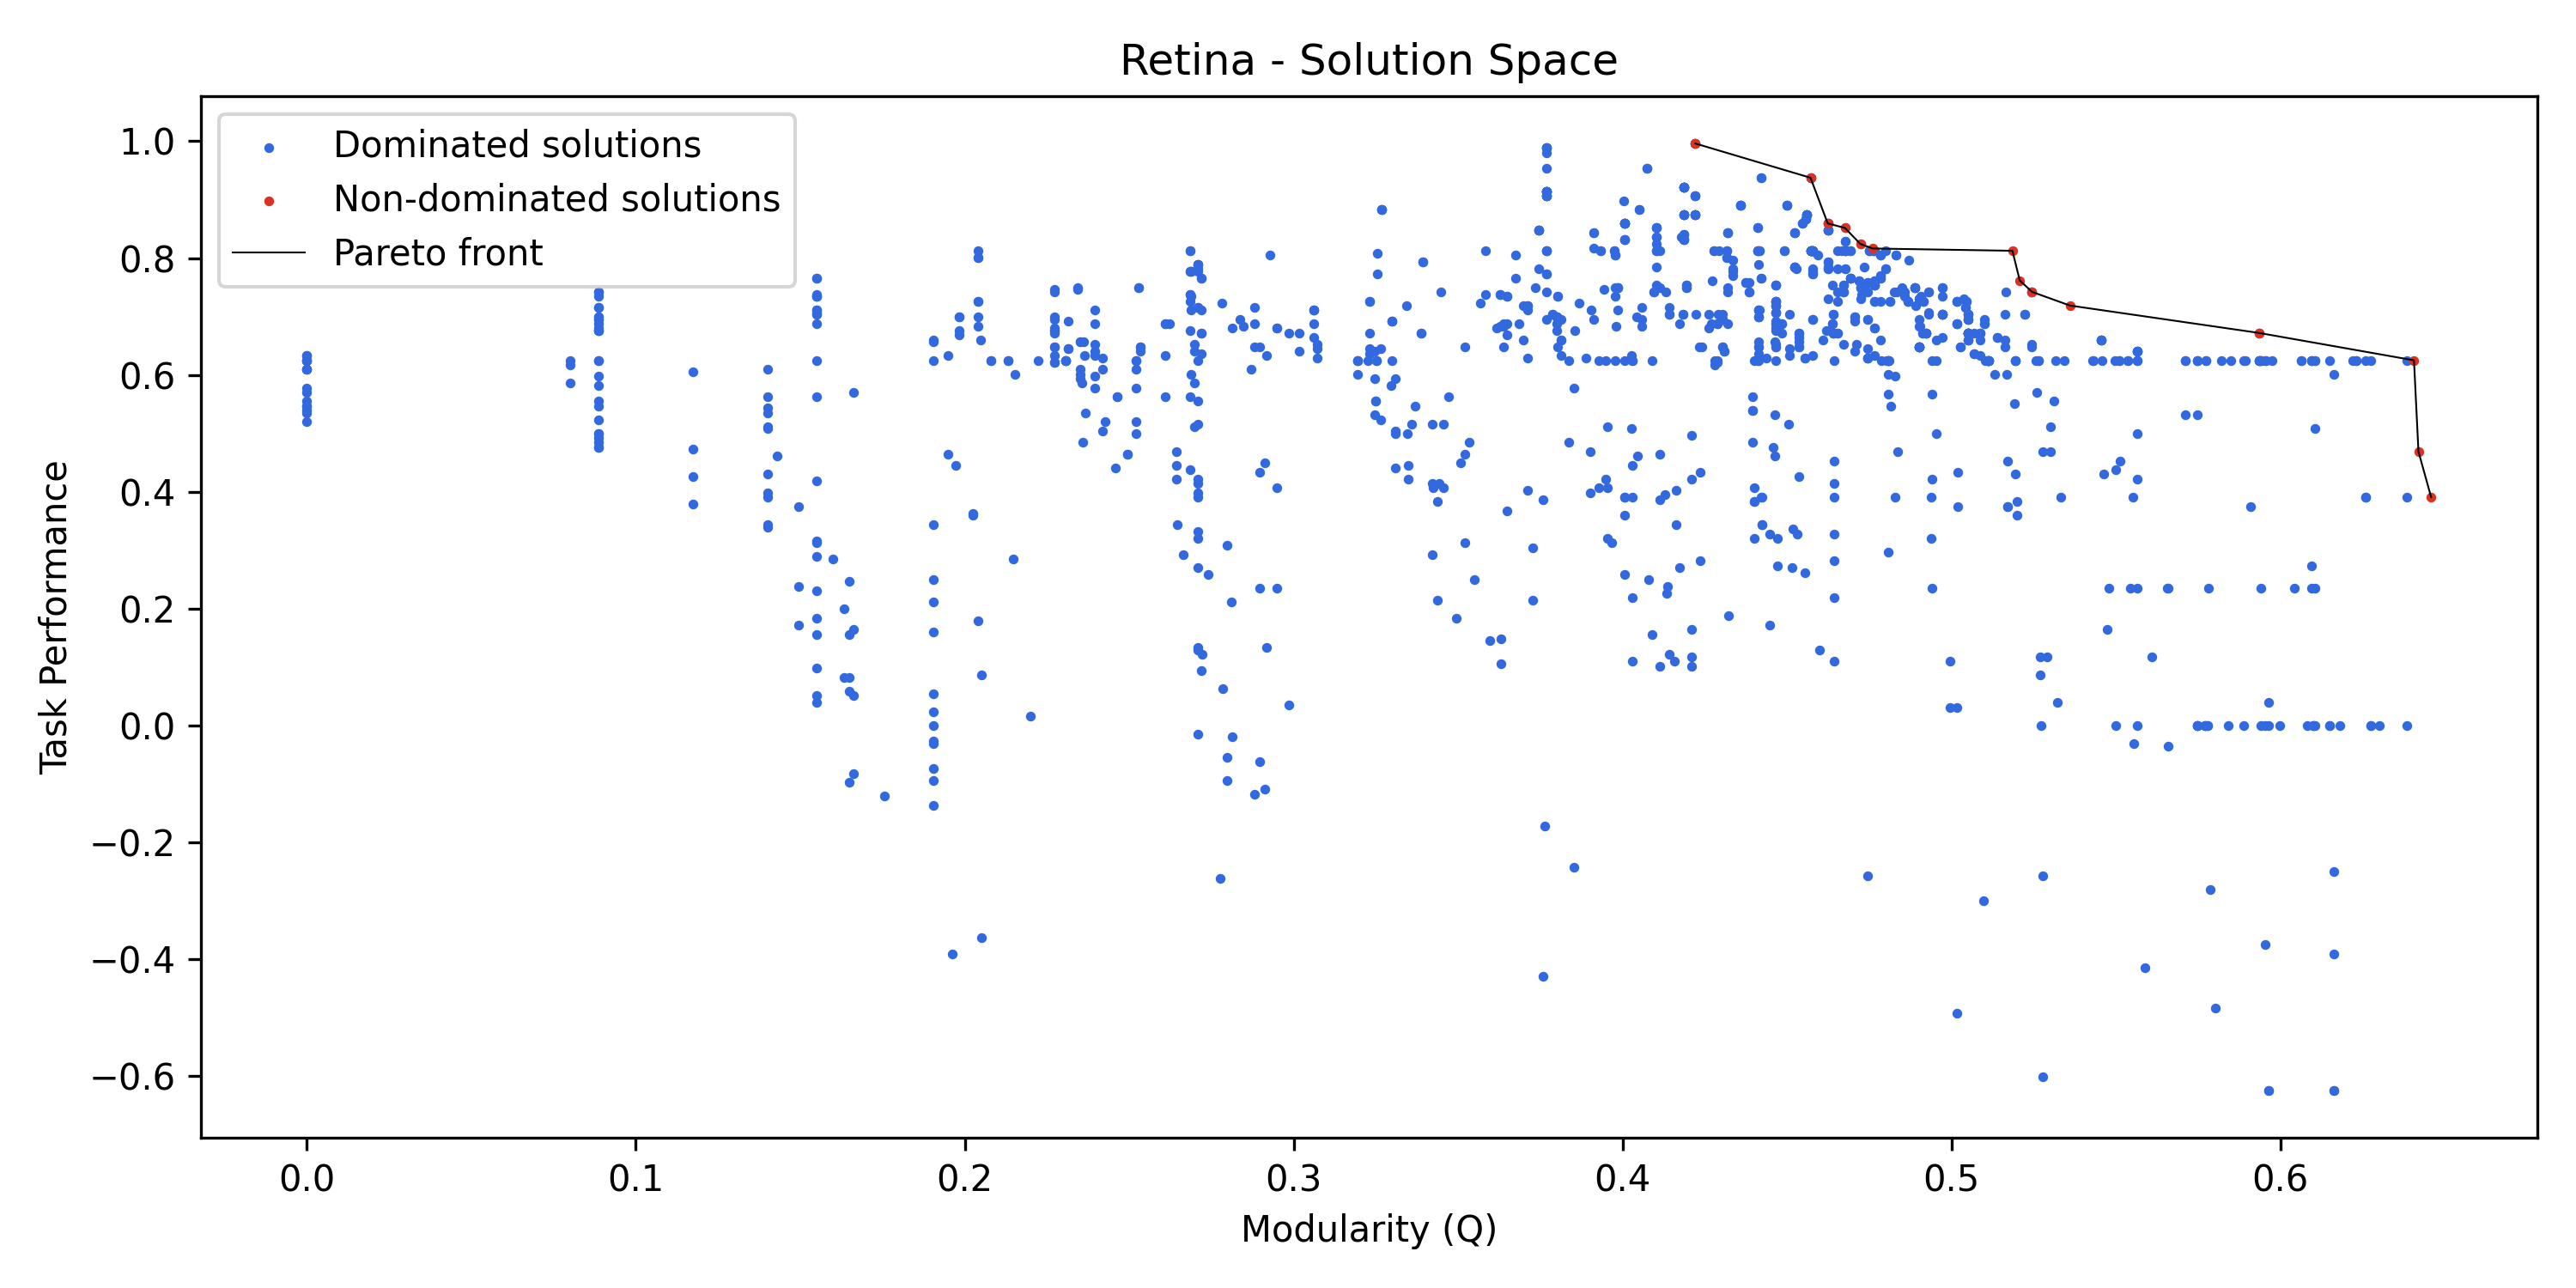 Retina - Solution Space
Dominated solutions
Non-dominated solutions
Pareto front
Task Performance
1.0
0.8
0.6
0.4
0.2
0.0
−0.2
−0.4
−0.6
0.0 0.1 0.2 0.3 0.4 0.5 0.6
Modularity (Q)